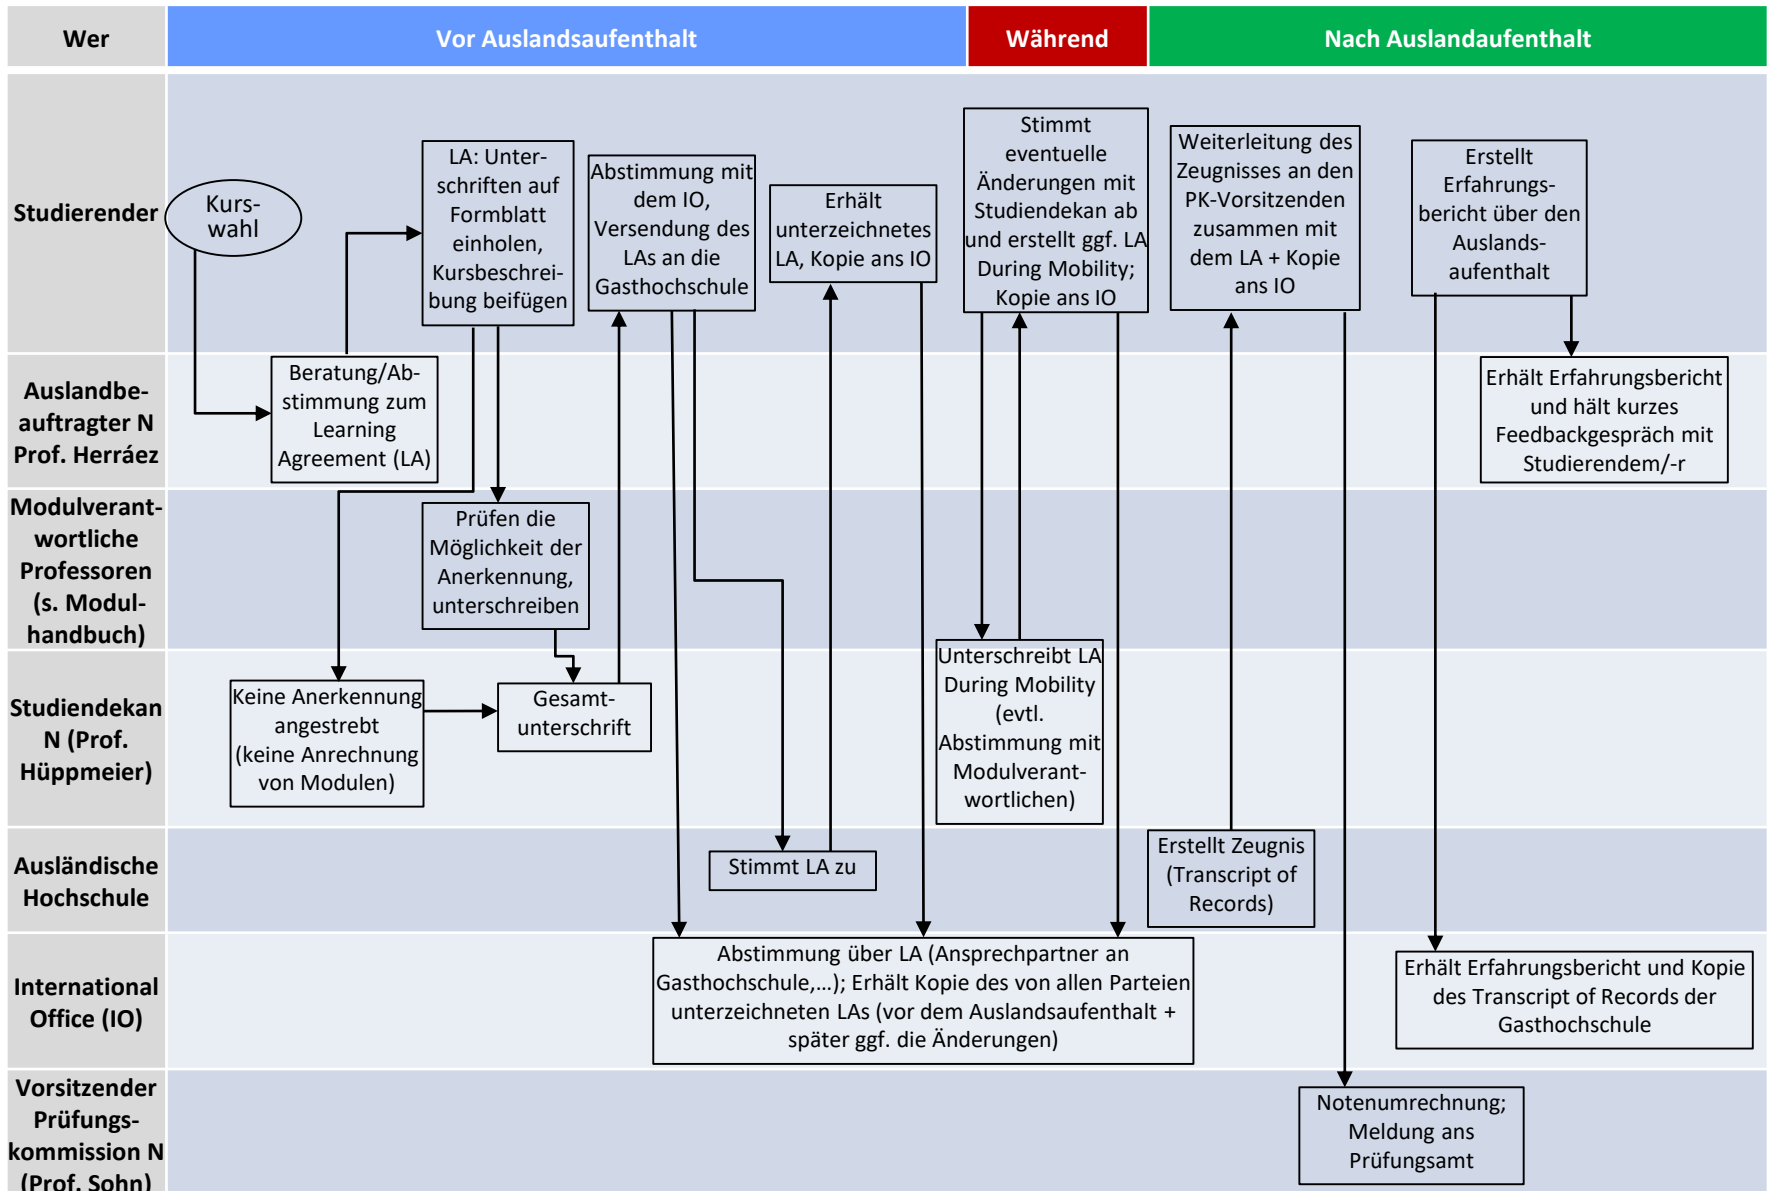 Wer
Vor Auslandsaufenthalt
Während
Nach Auslandaufenthalt
Studierender
Kurs-
wahl
LA: Unter-
schriften auf
Formblatt
einholen,
Kursbeschrei-
bung beifügen
Abstimmung mit
dem IO,
Versendung des
LAs an die
Gasthochschule
Erhält
unterzeichnetes
LA, Kopie ans IO
Stimmt
eventuelle
Änderungen mit
Studiendekan ab
und erstellt ggf. LA
During Mobility;
Kopie ans IO
Weiterleitung des
Zeugnisses an den
PK-Vorsitzenden
zusammen mit
dem LA + Kopie
ans IO
Erstellt
Erfahrungs-
bericht über den
Auslands-
aufenthalt
Auslandbe-
auftragter N
Prof. Herráez
Beratung/Ab-
stimmung zum
Learning
Agreement (LA)
Erhält Erfahrungsbericht
und hält kurzes
Feedbackgespräch mit
Studierendem/-r
Modulverant-
wortliche
Professoren
(s. Modul-
handbuch)
Prüfen die
Möglichkeit der
Anerkennung,
unterschreiben
Studiendekan
N (Prof.
Hüppmeier)
Keine Anerkennung
angestrebt
(keine Anrechnung
von Modulen)
Gesamt-
unterschrift
Unterschreibt LA
During Mobility
(evtl.
Abstimmung mit
Modulverant-
wortlichen)
Ausländische
Hochschule
Stimmt LA zu
Erstellt Zeugnis
(Transcript of
Records)
International
Office (IO)
Abstimmung über LA (Ansprechpartner an
Gasthochschule,...); Erhält Kopie des von allen Parteien
unterzeichneten LAs (vor dem Auslandsaufenthalt +
später ggf. die Änderungen)
Erhält Erfahrungsbericht und Kopie
des Transcript of Records der
Gasthochschule
Vorsitzender
Prüfungs-
kommission N
(Prof. Sohn)
Notenumrechnung;
Meldung ans
Prüfungsamt